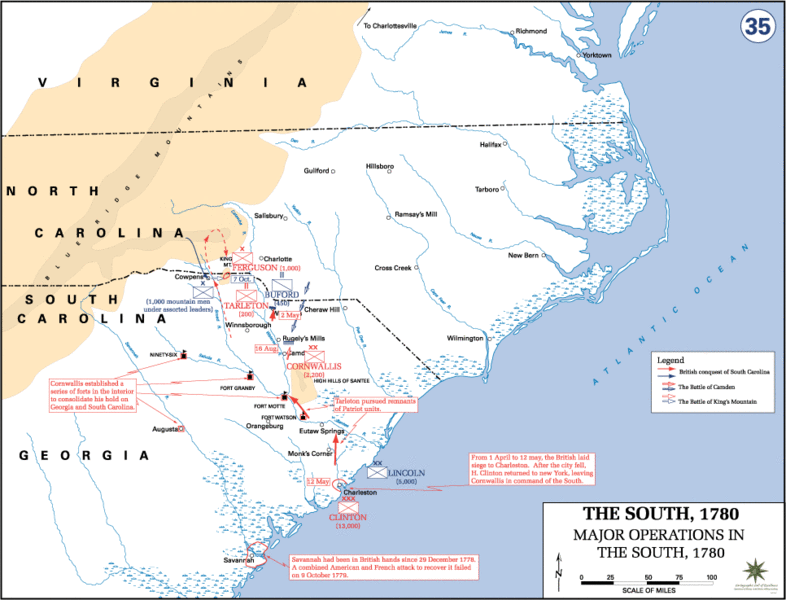 35
To Charlottesville
James R.
Richmond
Yorktown
VIRGINIA
BLUE RIDGE MOUNTAINS
Dan R.
Halifax
Guilford
Hillsboro
Tarboro
NORTH
CAROLINA
Salisbury
Ramsay's Mill
New Bern
KING
MT.
Charlotte
X
FERGUSON (1,000)
Cross Creek
Cowpens
7 Oct.
X
(1,000 mountain men
under assorted leaders)
II
TARLETON
(200)
II
BUFORD
2 May
Cheraw Hill
SOUTH
CAROLINA
Winnsborough
Rugely's Mills
Wilmington
16 Aug.
XX
CORNWALLIS
(2,200)
HIGH HILLS OF SANTEE
NINETY-SIX
FORT GRANBY
Cornwallis established a
series of forts in the interior
to consolidate his hold on
Georgia and South Carolina.
FORT MOTTE
FORT WATSON
Orangeburg
Tarleton pursued remnants
of Patriot units.
Augusta
Eutaw Springs
Monk's Corner
GEORGIA
XX
LINCOLN
(5,000)
12 May
Charleston
XXX
CLINTON
(13,000)
From 1 April to 12 may, the British laid
siege to Charleston. After the city fell,
H. Clinton returned to new York, leaving
Cornwallis in command of the South.
Savannah
Savannah had been in British hands since 29 December 1778.
A combined American and French attack to recover it failed
on 9 October 1779.
ATLANTIC OCEAN
Legend
British conquest of South Carolina
The Battle of Camden
The Battle of King's Mountain
THE SOUTH, 1780
MAJOR OPERATIONS IN
THE SOUTH, 1780
N
0 25 50 75 100
SCALE OF MILES